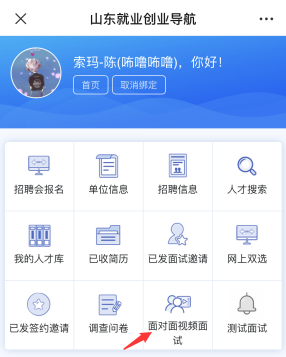 山东就业创业导航
索玛-陈(咘噜咘噜)，你好！
首页 取消绑定
招聘会报名 单位信息 招聘信息 人才搜索
我的人才库 已收简历 已发面试邀请 网上双选
已发签约邀请 调查问卷 面对面视频面 测试面试
试